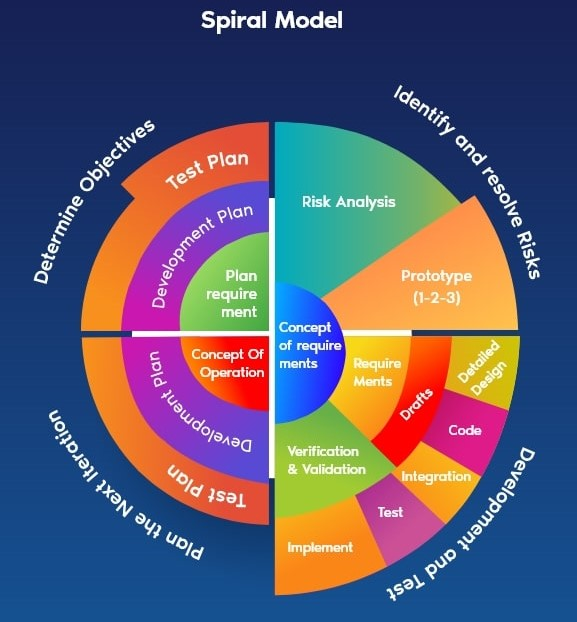 Spiral Model
Determine Objectives
Identify and resolve Risks
Test Plan
Development Plan
Plan
require
ment
Risk Analysis
Prototype
(1-2-3)
Concept
of require
ments
Concept Of
Operation
Development Plan
Test Plan
Plan the Next Iteration
Require
Ments
Drafts
Detailed
Design
Code
Integration
Test
Verification
& Validation
Implement
Development and Test